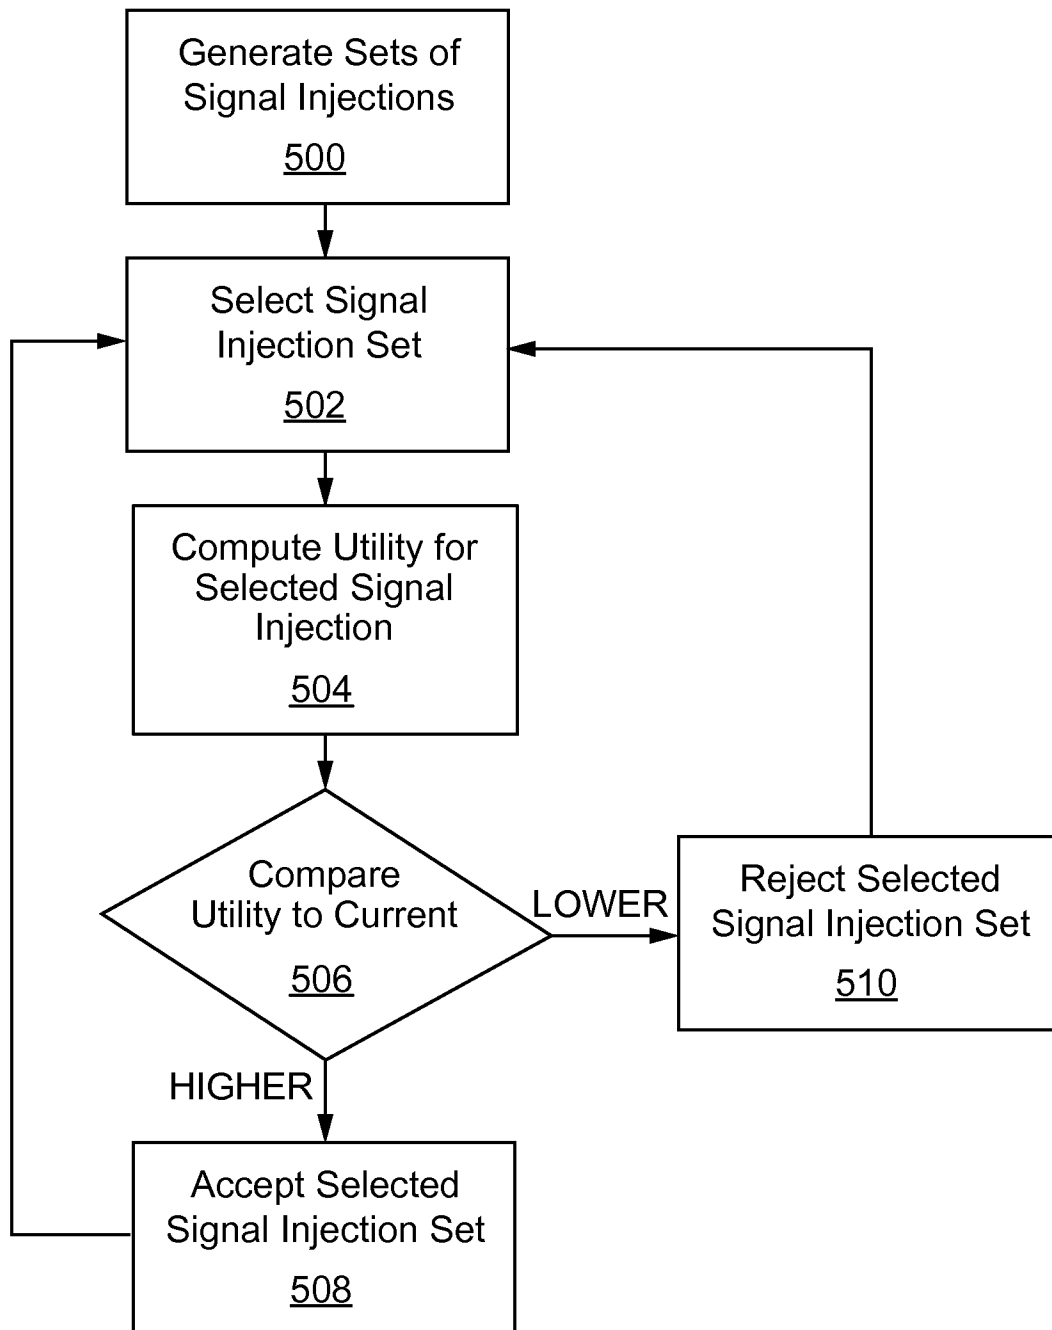 Generate Sets of
Signal Injections
500
Select Signal
Injection Set
502
Compute Utility for
Selected Signal
Injection
504
Compare
Utility to Current
506
LOWER
Reject Selected
Signal Injection Set
510
HIGHER
Accept Selected
Signal Injection Set
508